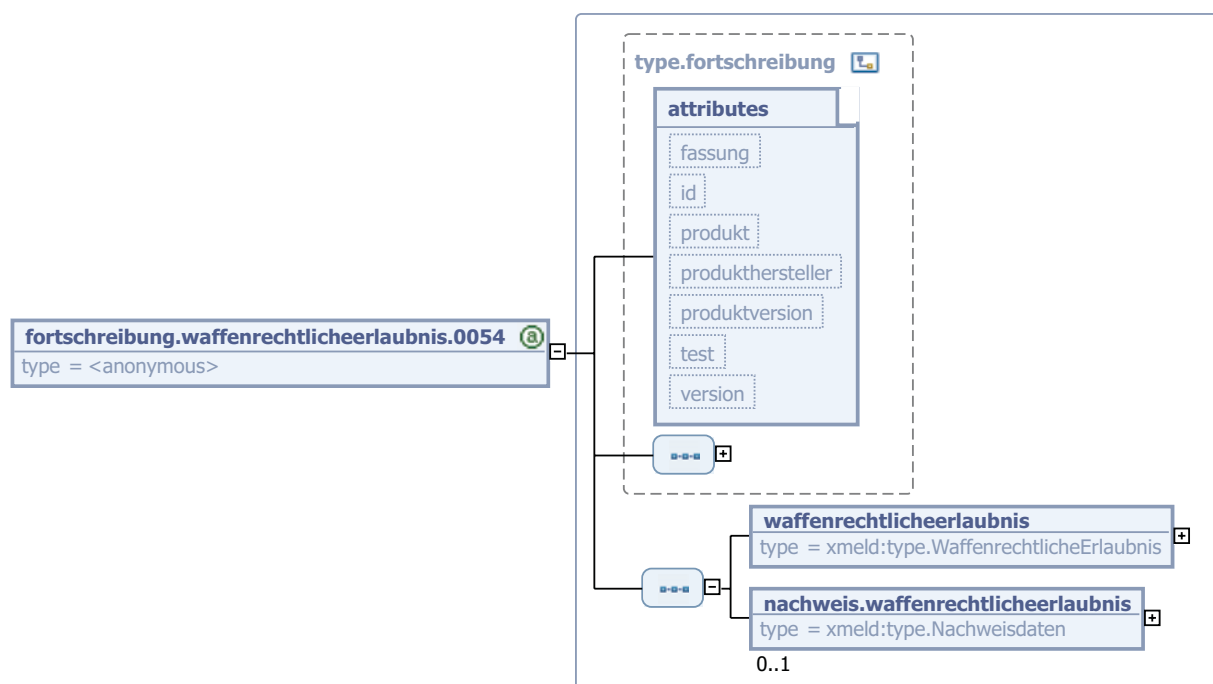 type.fortschreibung
attributes
fassung
id
produkt
produkthersteller
produktversion
test
version
fortschreibung.waffenrechtlicheerlaubnis.0054
type = <anonymous>
waffenrechtlicheerlaubnis
type = xmeld:type.WaffenrechtlicheErlaubnis
nachweis.waffenrechtlicheerlaubnis
type = xmeld:type.Nachweisdaten
0..1